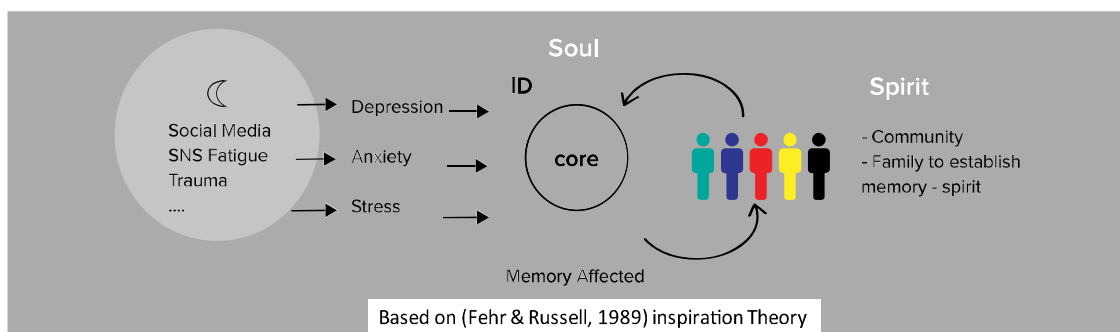 Social Media
SNS Fatigue
Trauma
....
Depression
Anxiety
Stress
Soul
ID
core
Memory Affected
Spirit
- Community
- Family to establish
memory - spirit
Based on (Fehr & Russell, 1989) inspiration Theory